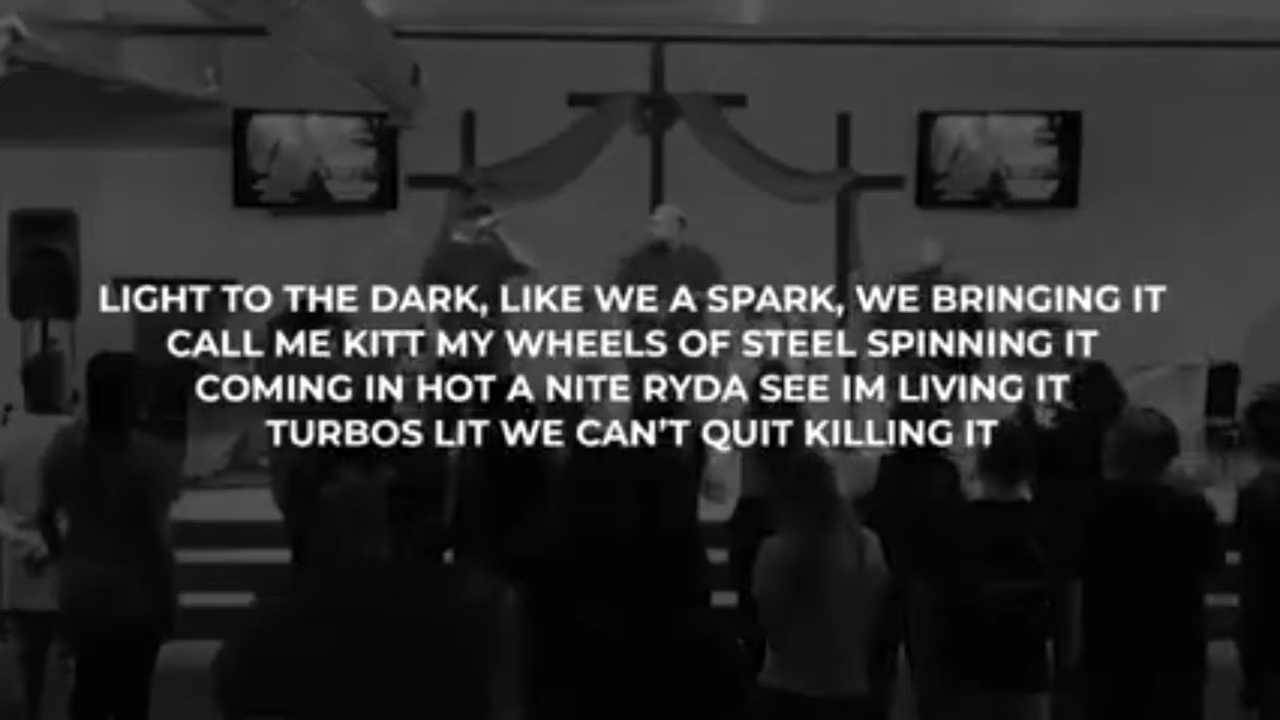 LIGHT TO THE DARK, LIKE WE A SPARK, WE BRINGING IT
CALL ME KITT MY WHEELS OF STEEL SPINNING IT
COMING IN HOT A NITE RYDA SEE IM LIVING IT
TURBOS LIT WE CAN'T QUIT KILLING IT